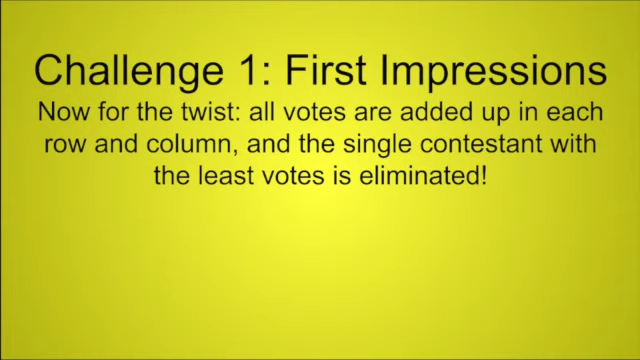 Challenge 1: First Impressions
Now for the twist: all votes are added up in each
row and column, and the single contestant with
the least votes is eliminated!